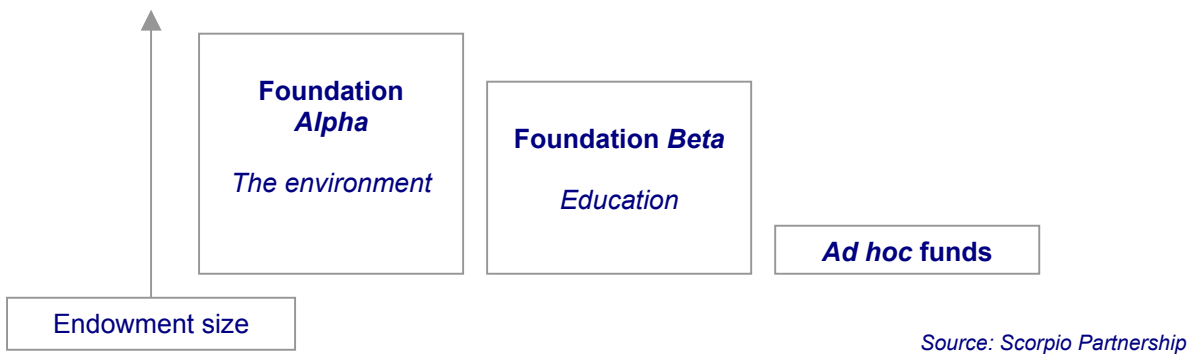 Foundation
Alpha
The environment
Foundation Beta
Education
Ad hoc funds
Endowment size
Source: Scorpio Partnership